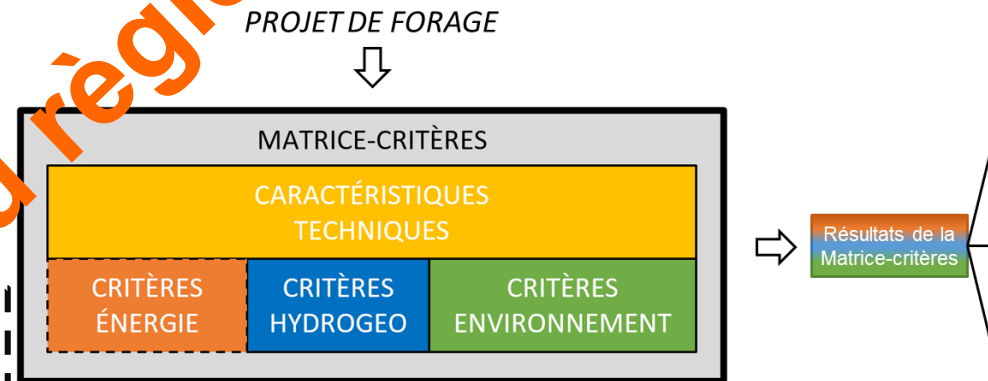 PROJET DE FORAGE
MATRICE-CRITÈRES
CARACTÉRISTIQUES
TECHNIQUES
CRITÈRES
ÉNERGIE
CRITÈRES
HYDROGEO
CRITÈRES
ENVIRONNEMENT
Résultats de la
Matrice-critères